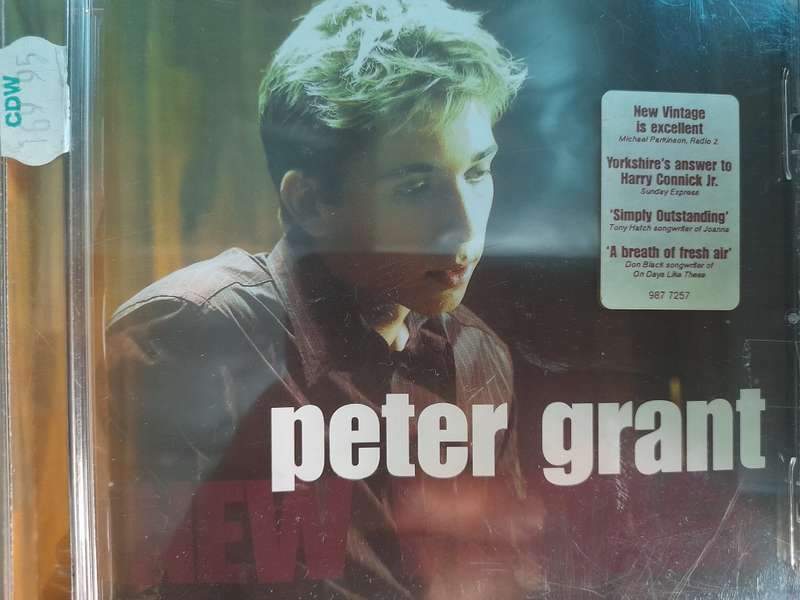 CDW
169 95
New Vintage
is excellent
Michael Parkinson, Radio 2
Yorkshire's answer to
Harry Connick Jr.
Sunday Express
'Simply Outstanding'
Tony Hatch songwriter of Joanna
'A breath of fresh air'
Don Black songwriter of
On Days Like These
987 7257
peter grant
NEW